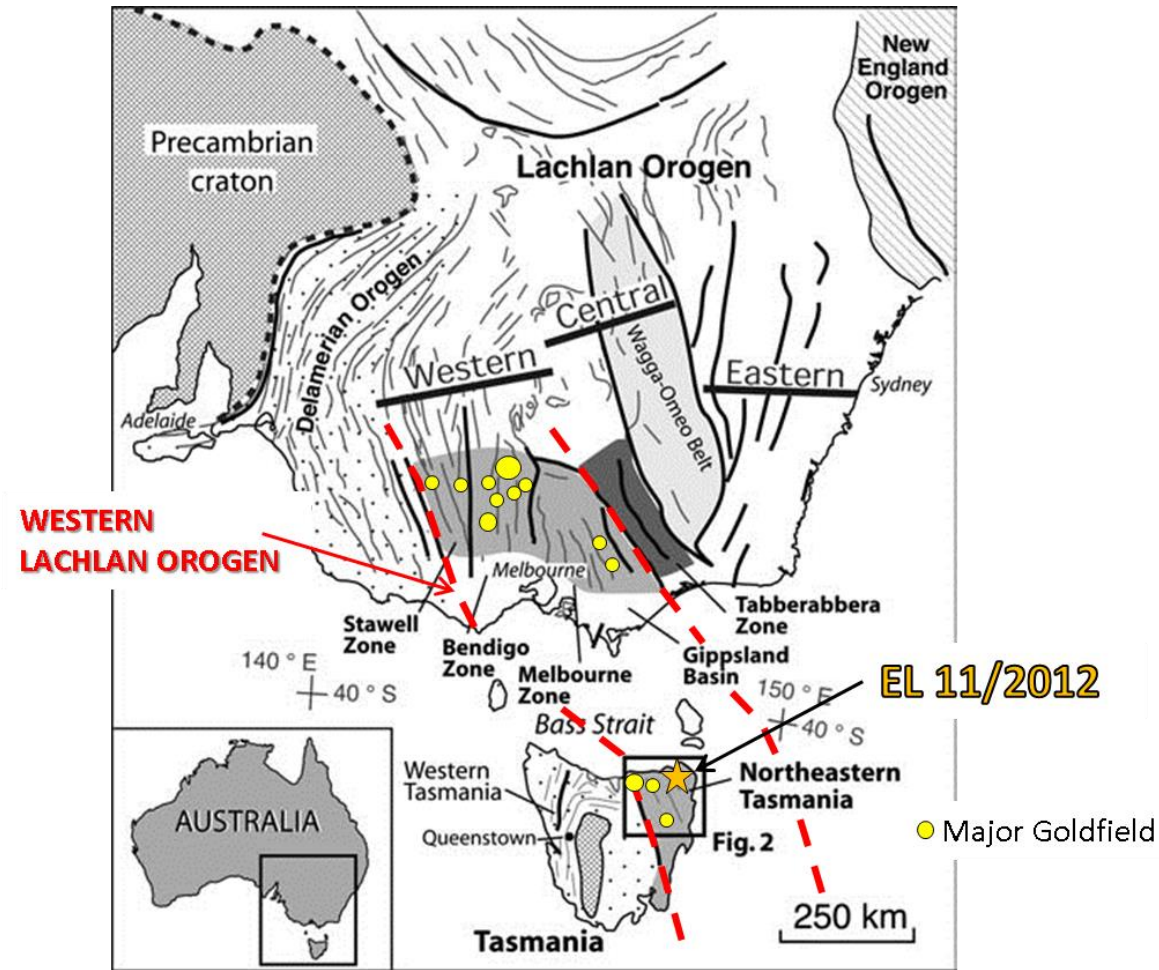 New
England
Orogen
Precambrian
craton
Lachlan Orogen
Delamerian Orogen
Central
Western
Wagga-Omeo Belt
Eastern
Sydney
Adelaide
WESTERN
LACHLAN OROGEN
Melbourne
Stawell
Zone
Bendigo
Zone
Melbourne
Zone
Tabberabbera
Zone
Gippsland
Basin
140 ° E
40 ° S
150 ° E
40 ° S
EL 11/2012
Bass Strait
Western
Tasmania
Northeastern
Tasmania
Queenstown
Fig. 2
Major Goldfield
AUSTRALIA
250 km
Tasmania